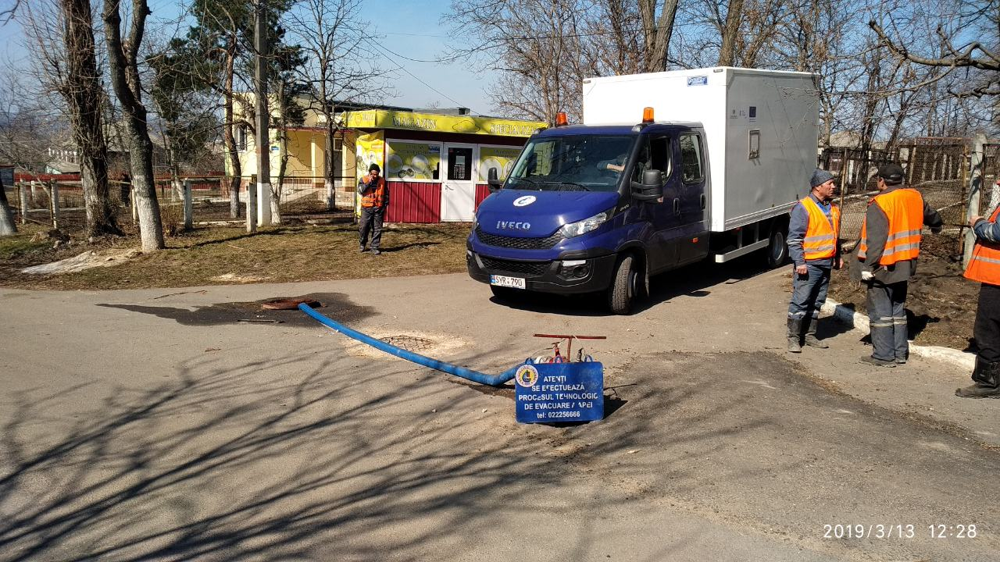 MAGAZIN SPECIALIZAT
IVECO
SYR 790
ATENȚI
SE EFECTUEAZĂ
PROCESUL TEHNOLOGIC
DE EVACUARE A APEI
tel: 022256666
2019/3/13 12:28